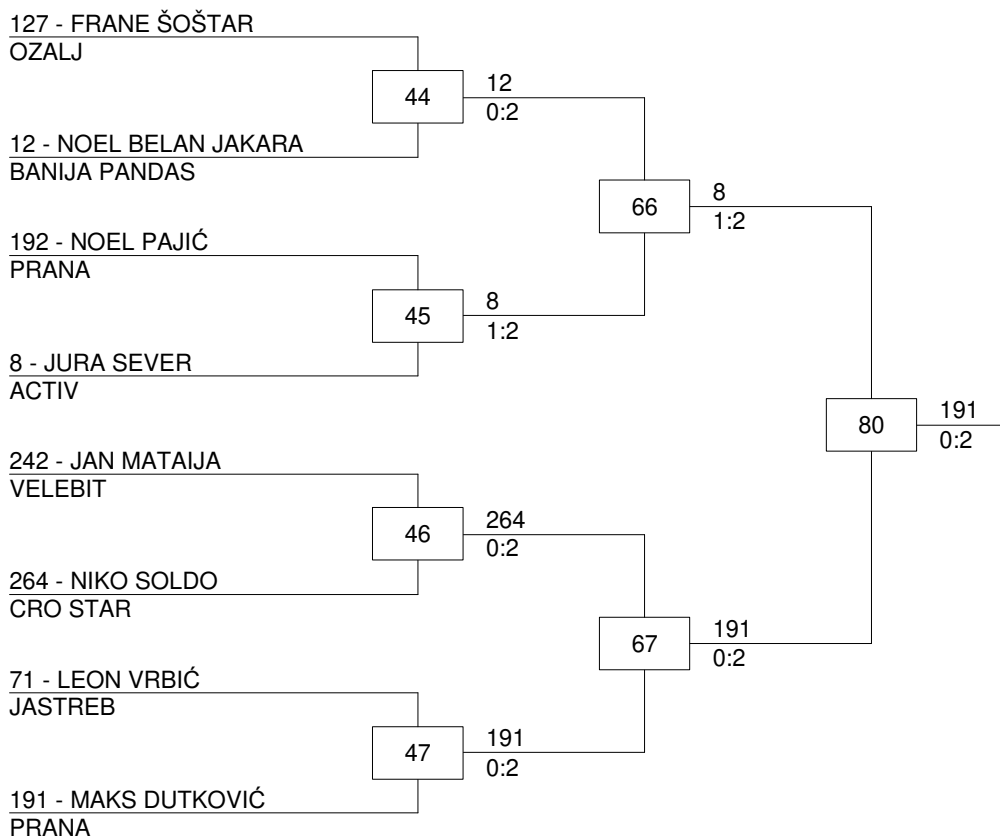 127 - FRANE ŠOŠTAR
OZALJ
44
12
0:2
12 - NOEL BELAN JAKARA
BANIJA PANDAS
66
8
1:2
192 - NOEL PAJIĆ
PRANA
45
8
1:2
8 - JURA SEVER
ACTIV
80
191
0:2
242 - JAN MATAIJA
VELEBIT
46
264
0:2
264 - NIKO SOLDO
CRO STAR
67
191
0:2
71 - LEON VRBIĆ
JASTREB
47
191
0:2
191 - MAKS DUTKOVIĆ
PRANA